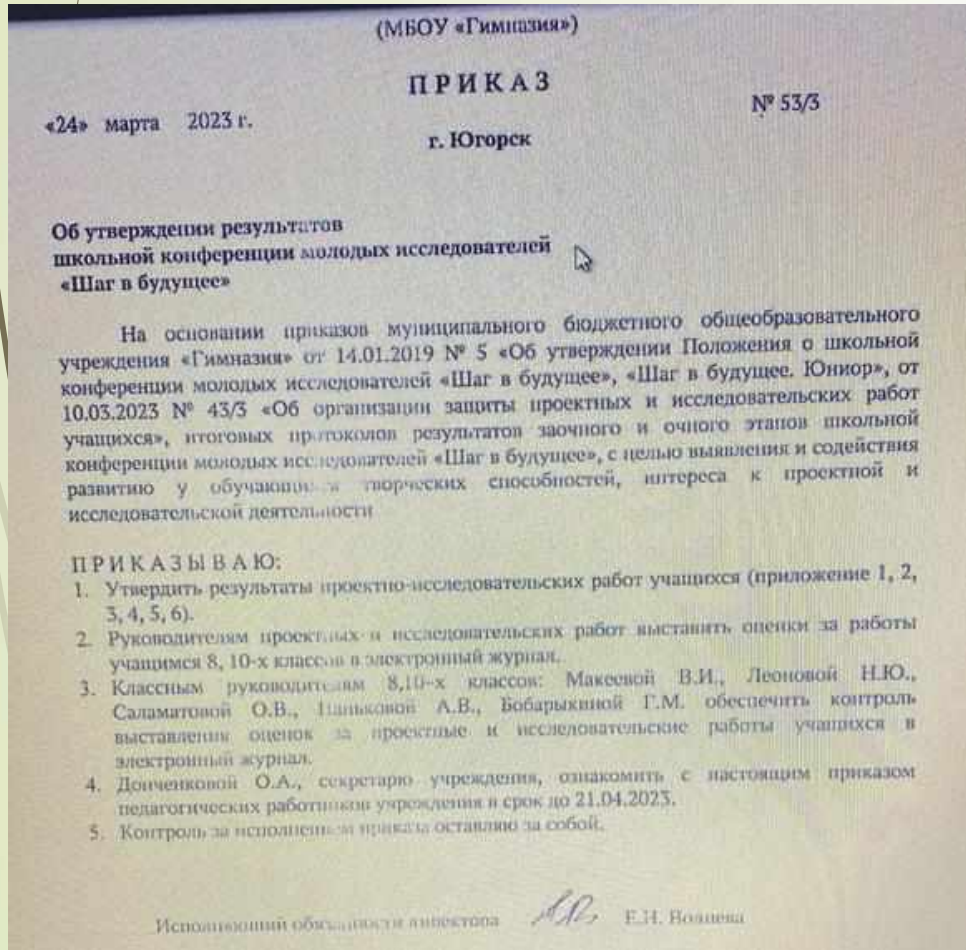 (МБОУ «Гимназия»)
ПРИКАЗ
«24» марта 2023 г.
№ 53/3
г. Югорск
Об утверждении результатов
школьной конференции молодых исследователей
«Шаг в будущее»
На основании приказов муниципального бюджетного общеобразовательного
учреждения «Гимназия» от 14.01.2019 № 5 «Об утверждении Положения о школьной
конференции молодых исследователей «Шаг в будущее», «Шаг в будущее. Юниор», от
10.03.2023 № 43/3 «Об организации защиты проектных и исследовательских работ
учащихся», итоговых протоколов результатов заочного и очного этапов школьной
конференции молодых исследователей «Шаг в будущее», с целью выявления и содействия
развитию у обучающихся творческих способностей, интереса к проектной и
исследовательской деятельности
ПРИКАЗЫВАЮ:
1. Утвердить результаты проектно-исследовательских работ учащихся (приложение 1, 2,
3, 4, 5, 6).
2. Руководителям проектных и исследовательских работ выставить оценки за работы
учащимся 8, 10-х классов в электронный журнал.
3. Классным руководителям 8,10-х классов: Макеевой В.И., Леоновой Н.Ю.,
Саламатовой О.В., А.В., Бобарыкиной Г.М. обеспечить контроль
выставления оценок за проектные и исследовательские работы учащихся в
электронный журнал.
4. Донченковой О.А., секретарю учреждения, ознакомить с настоящим приказом
педагогических работников учреждения в срок до 21.04.2023.
5. Контроль за исполнением приказа оставляю за собой.
Исполняющий обязанности директора Е.Н.